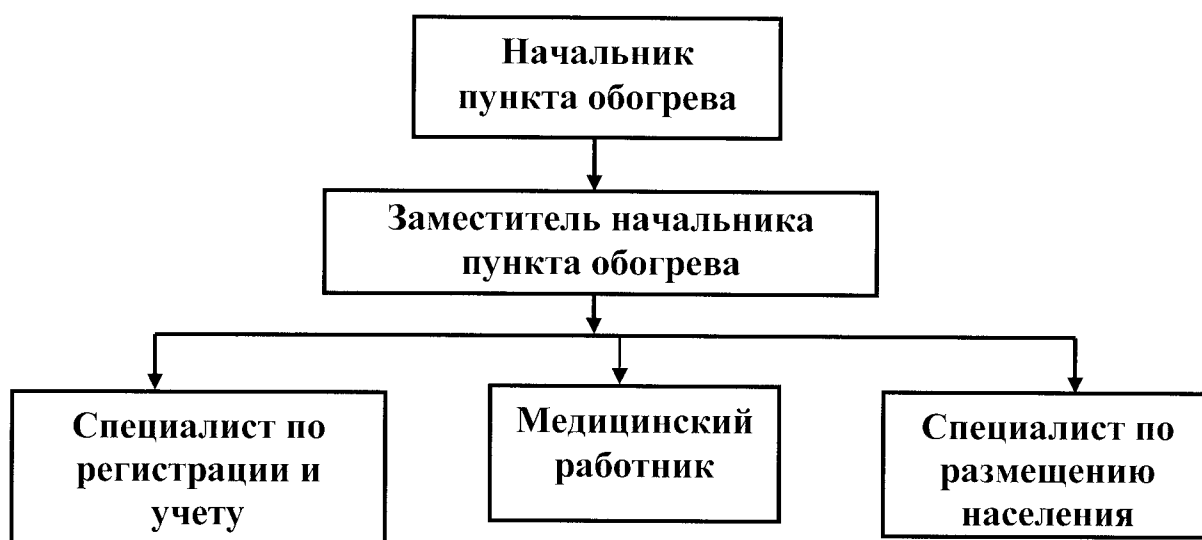 Начальник
пункта обогрева
Заместитель начальника
пункта обогрева
Специалист по
регистрации и
учету
Медицинский
работник
Специалист по
размещению
населения